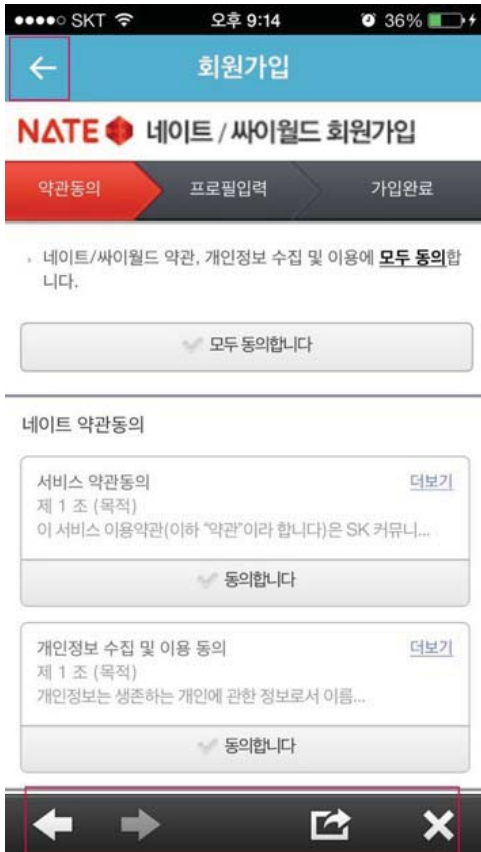 SKT 오후 9:14 36%
회원가입
NATE 네이트 / 싸이월드 회원가입
약관동의 프로필입력 가입완료
네이트/싸이월드 약관, 개인정보 수집 및 이용에 모두 동의합
니다.
모두 동의합니다
네이트 약관동의
서비스 약관동의 더보기
제 1 조 (목적)
이 서비스 이용약관(이하 “약관”이라 합니다)은 SK 커뮤니...
동의합니다
개인정보 수집 및 이용 동의 더보기
제 1 조 (목적)
개인정보는 생존하는 개인에 관한 정보로서 이름...
동의합니다